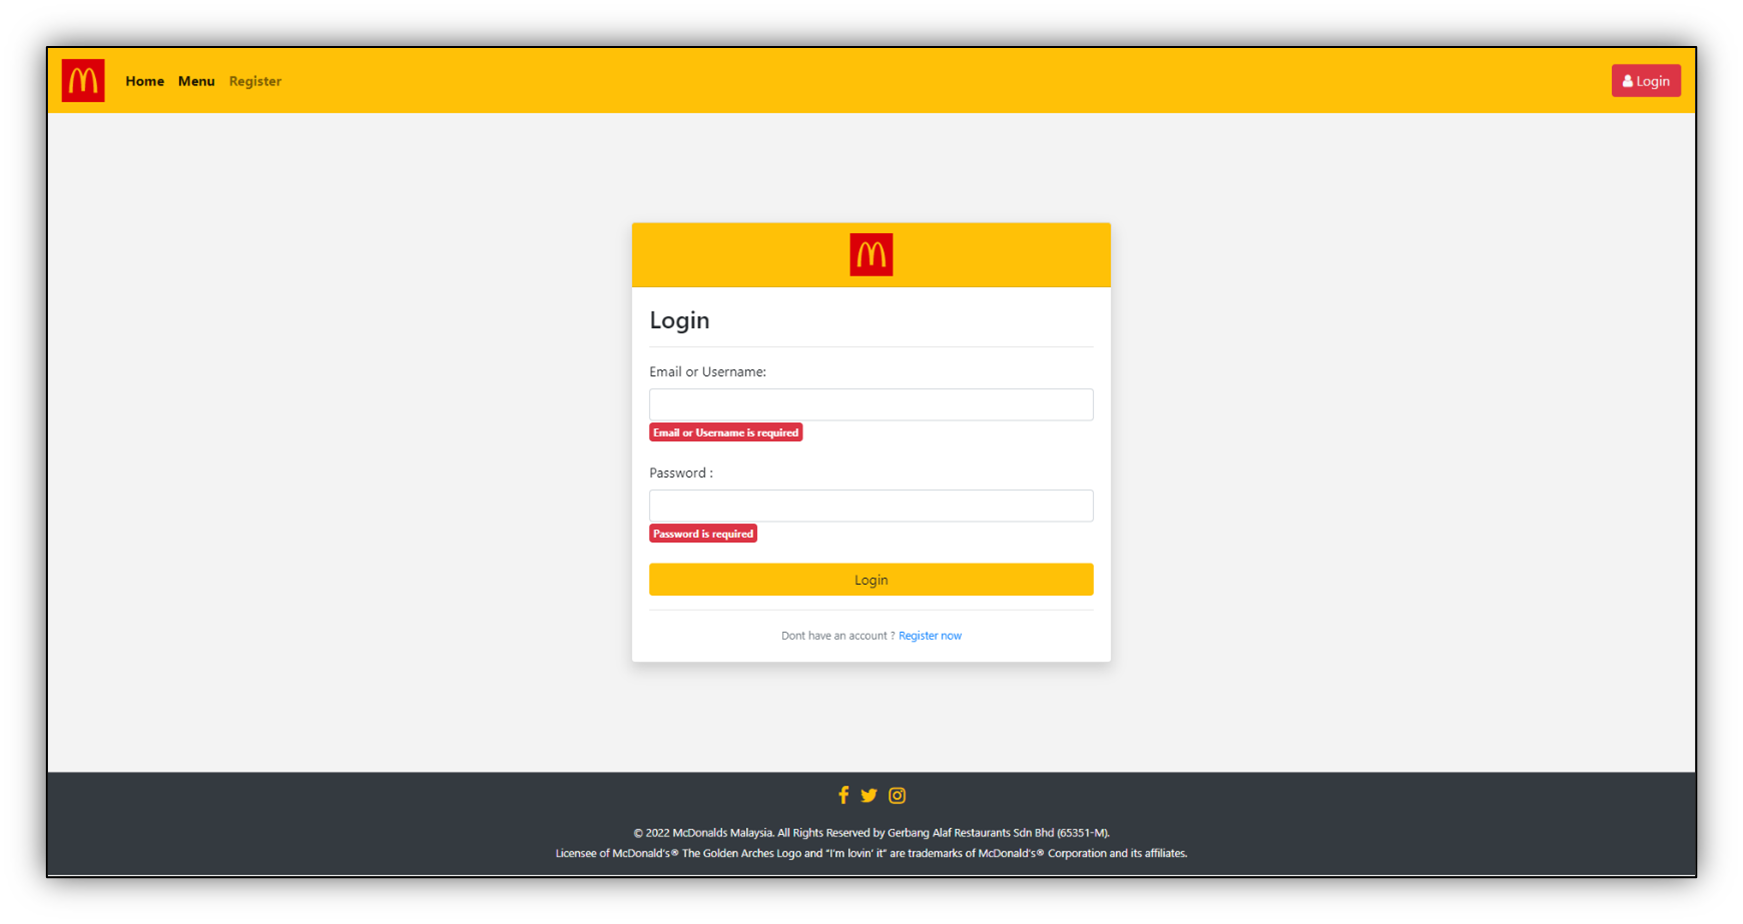 Home Menu Register Login
Login
Email or Username:
Email or Username is required
Password :
Password is required
Login
Dont have an account ? Register now
© 2022 McDonalds Malaysia. All Rights Reserved by Gerbang Alaf Restaurants Sdn Bhd (65351-M).
Licensee of McDonald's® The Golden Arches Logo and "I'm lovin' it" are trademarks of McDonald's® Corporation and its affiliates.